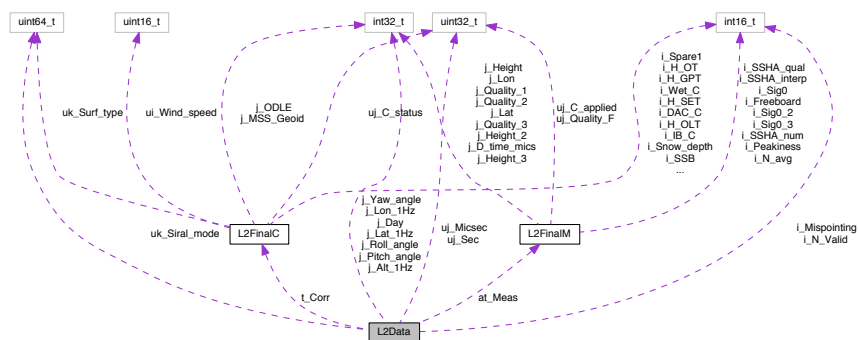 uint64_t
uint16_t
int32_t
uint32_t
int16_t
uk_Surf_type
ui_Wind_speed
j_ODLE
j_MSS_Geoid
uj_C_status
j_Height
j_Lon
j_Quality_1
j_Quality_2
j_Lat
j_Quality_3
j_Height_2
j_D_time_mics
j_Height_3
uj_C_applied
uj_Quality_F
i_Spare1
i_H_OT
i_H_GPT
i_Wet_C
i_H_SET
i_DAC_C
i_H_OLT
i_IB_C
i_Snow_depth
i_SSB
...
i_SSHA_qual
i_SSHA_interp
i_Sig0
i_Freeboard
i_Sig0_2
i_Sig0_3
i_SSHA_num
i_Peakiness
i_N_avg
uk_Siral_mode
L2FinalC
j_Yaw_angle
j_Lon_1Hz
j_Day
j_Lat_1Hz
j_Roll_angle
j_Pitch_angle
j_Alt_1Hz
uj_Micsec
uj_Sec
L2FinalM
i_Mispointing
i_N_Valid
t_Corr
at_Meas
L2Data